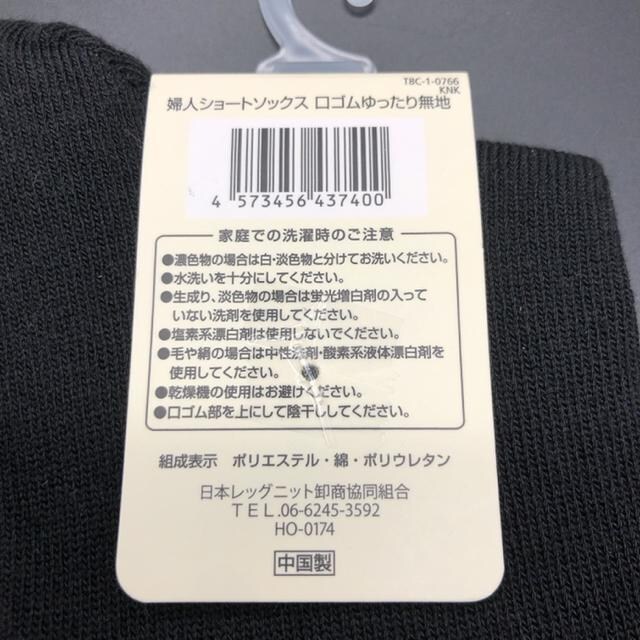 TBC-1-0766
KNK
婦人ショートソックス 口ゴムゆったり無地
4 573456 437400
家庭での洗濯時のご注意
●濃色物の場合は白・淡色物と分けてお洗いください。
●水洗いを十分にしてください。
●生成り、淡色物の場合は蛍光増白剤の入って
いない洗剤を使用してください。
●塩素系漂白剤は使用しないでください。
●毛や絹の場合は中性洗剤・酸素系液体漂白剤を
使用してください。
●乾燥機の使用はお避けください。
●口ゴム部を上にして陰干ししてください。
組成表示 ポリエステル・綿・ポリウレタン
日本レッグニット卸商協同組合
TEL.06-6245-3592
HO-0174
中国製